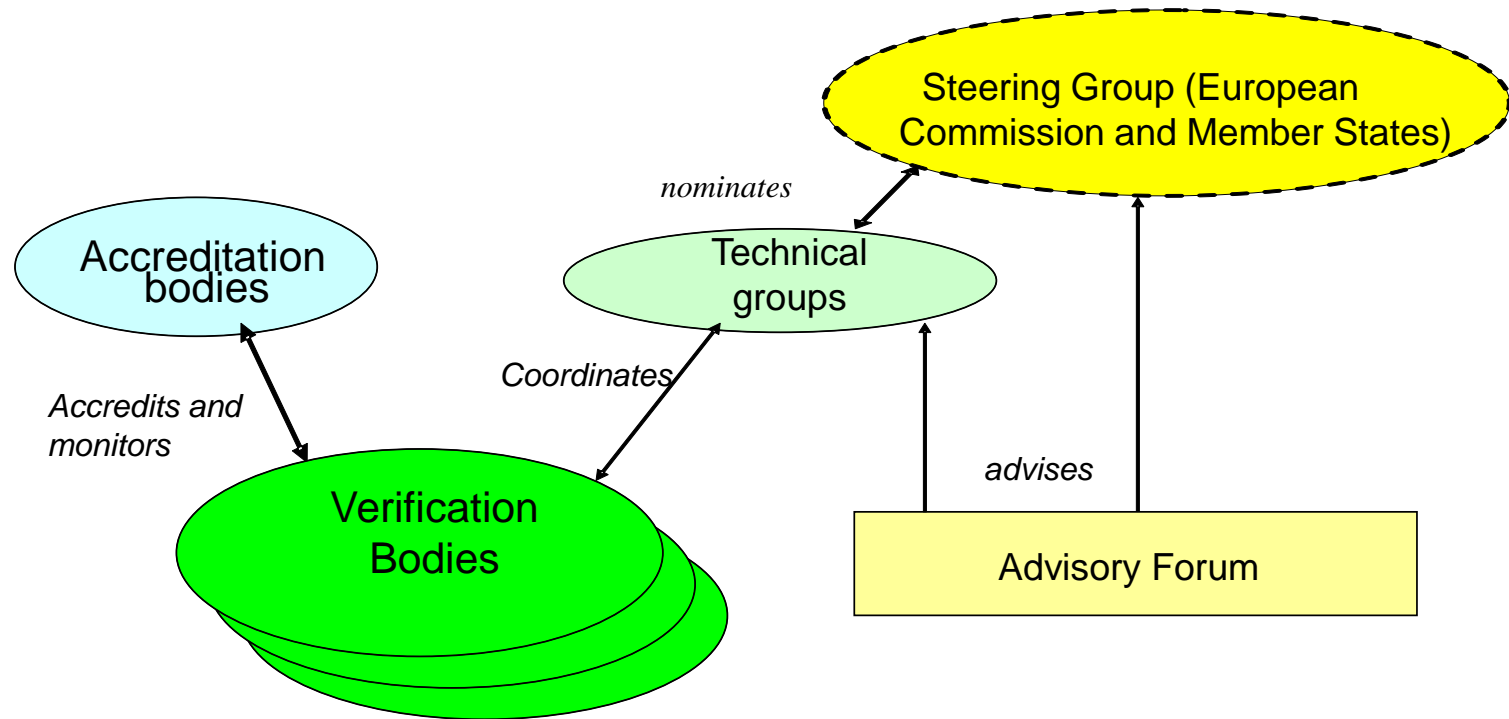 Steering Group (European
Commission and Member States)
nominates
Accreditation
bodies
Technical
groups
Coordinates
Accredits and
monitors
advises
Verification
Bodies
Advisory Forum